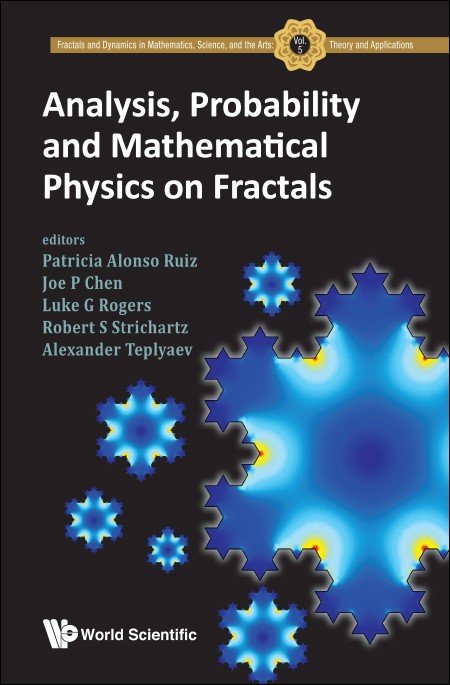 Fractals and Dynamics in Mathematics, Science, and the Arts: Vol. 5 Theory and Applications
Analysis, Probability
and Mathematical
Physics on Fractals
editors
Patricia Alonso Ruiz
Joe P Chen
Luke G Rogers
Robert S Strichartz
Alexander Teplyaev
World Scientific